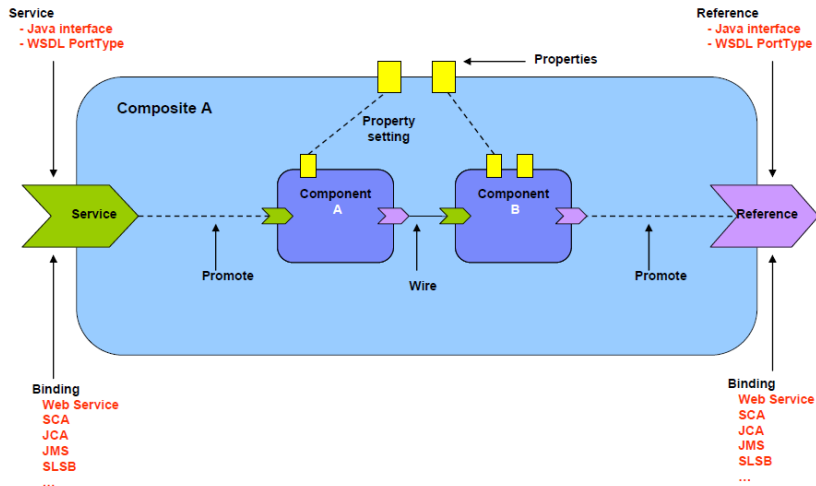 Service
- Java interface
- WSDL PortType
Reference
- Java interface
- WSDL PortType
Properties
Composite A
Property
setting
Component
A
Component
B
Service
Reference
Promote
Wire
Promote
Binding
Web Service
SCA
JCA
JMS
SLSB
...
Binding
Web Service
SCA
JCA
JMS
SLSB
...